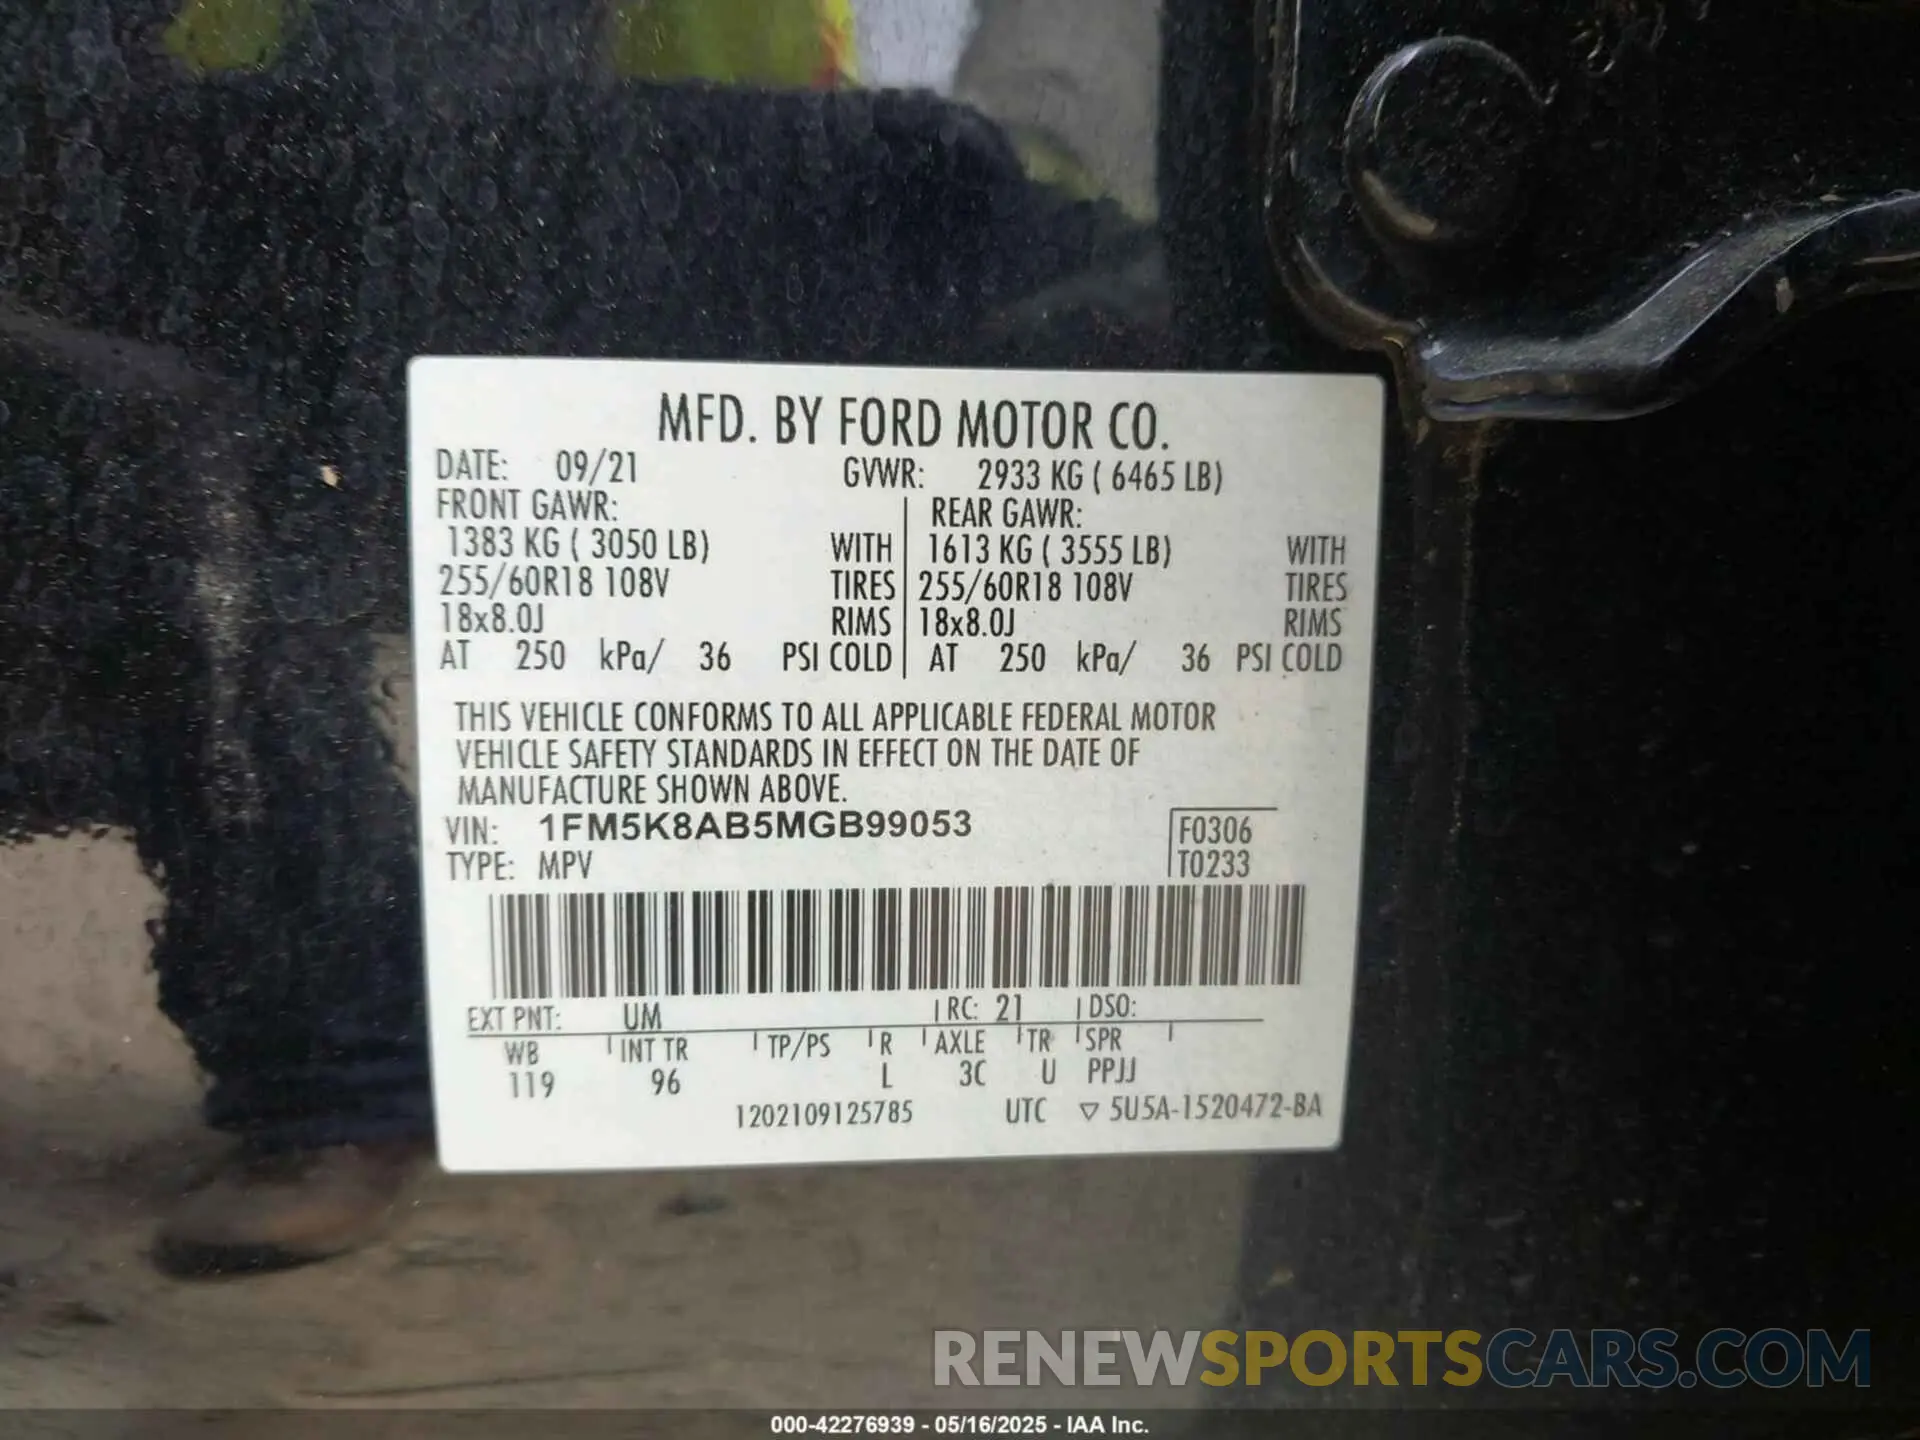 MFD. BY FORD MOTOR CO.
DATE: 09/21 GVWR: 2933 KG ( 6465 LB)
FRONT GAWR: REAR GAWR:
1383 KG ( 3050 LB) WITH 1613 KG ( 3555 LB) WITH
255/60R18 108V TIRES 255/60R18 108V TIRES
18x8.0J RIMS 18x8.0J RIMS
AT 250 kPa/ 36 PSI COLD AT 250 kPa/ 36 PSI COLD
THIS VEHICLE CONFORMS TO ALL APPLICABLE FEDERAL MOTOR
VEHICLE SAFETY STANDARDS IN EFFECT ON THE DATE OF
MANUFACTURE SHOWN ABOVE.
VIN: 1FM5K8AB5MGB99053 F0306
TYPE: MPV T0233
EXT PNT: UM RC: 21 DSO:
WB INT TR TP/PS R AXLE TR SPR
119 96 L 3C U PPJJ
1202109125785 UTC ▽ 5U5A-1520472-BA
RENEWSPORTSCARS.COM
000-42276939 - 05/16/2025 - IAA Inc.